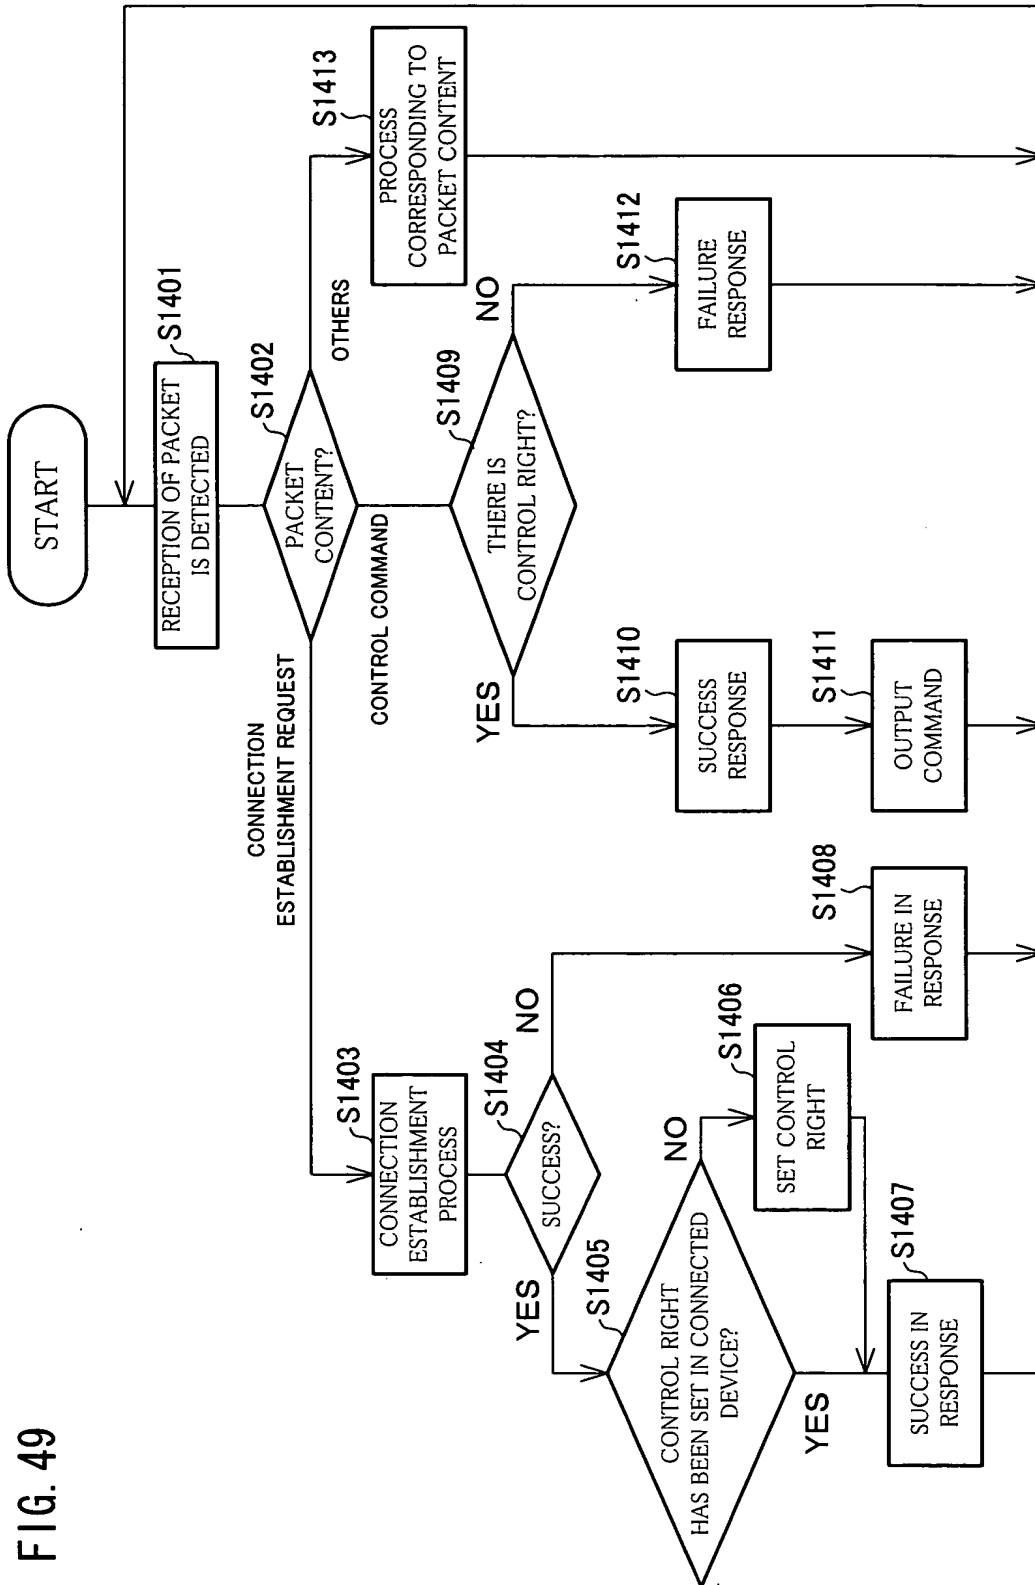 FIG. 49
START
S1401
RECEPTION OF PACKET
IS DETECTED
S1402
PACKET
CONTENT?
CONNECTION
ESTABLISHMENT REQUEST
CONTROL COMMAND
OTHERS
S1403
CONNECTION
ESTABLISHMENT
PROCESS
S1404
SUCCESS?
YES
NO
S1405
CONTROL RIGHT
HAS BEEN SET IN CONNECTED
DEVICE?
NO
YES
S1406
SET CONTROL
RIGHT
S1407
SUCCESS IN
RESPONSE
S1408
FAILURE IN
RESPONSE
S1409
THERE IS
CONTROL RIGHT?
YES
NO
S1410
SUCCESS
RESPONSE
S1411
OUTPUT
COMMAND
S1412
FAILURE
RESPONSE
S1413
PROCESS
CORRESPONDING TO
PACKET CONTENT